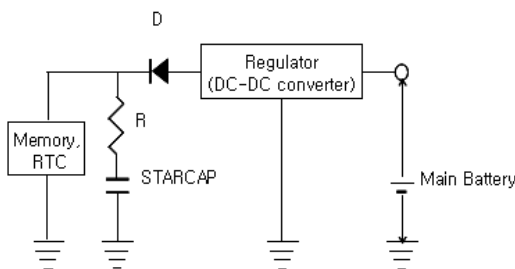 D
Regulator
(DC-DC converter)
R
Memory,
RTC
STARCAP
Main Battery